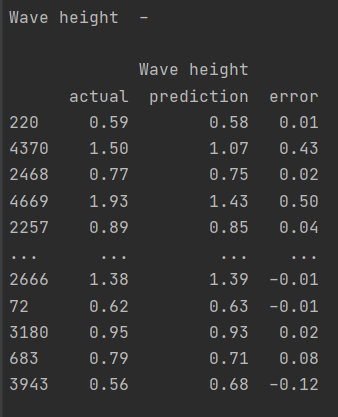 Wave height  -
Wave height
actual  prediction  error
220  0.59  0.58  0.01
4370  1.50  1.07  0.43
2468  0.77  0.75  0.02
4669  1.93  1.43  0.50
2257  0.89  0.85  0.04
...  ...  ...  ...
2666  1.38  1.39  -0.01
72  0.62  0.63  -0.01
3180  0.95  0.93  0.02
683  0.79  0.71  0.08
3943  0.56  0.68  -0.12